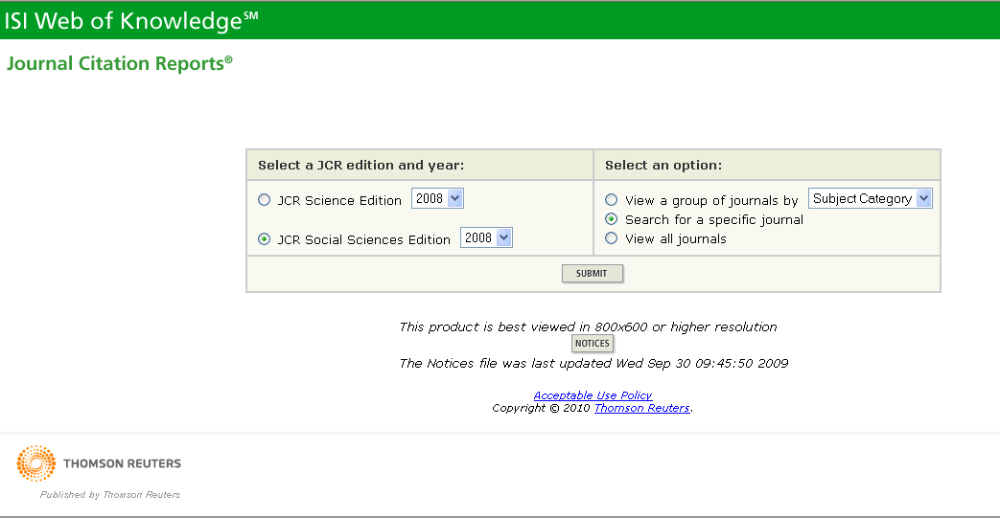 ISI Web of Knowledge℠
Journal Citation Reports®
Select a JCR edition and year:
Select an option:
JCR Science Edition 2008
View a group of journals by Subject Category
Search for a specific journal
JCR Social Sciences Edition 2008
View all journals
SUBMIT
This product is best viewed in 800x600 or higher resolution
NOTICES
The Notices file was last updated Wed Sep 30 09:45:50 2009
Acceptable Use Policy
Copyright © 2010 Thomson Reuters.
THOMSON REUTERS
Published by Thomson Reuters